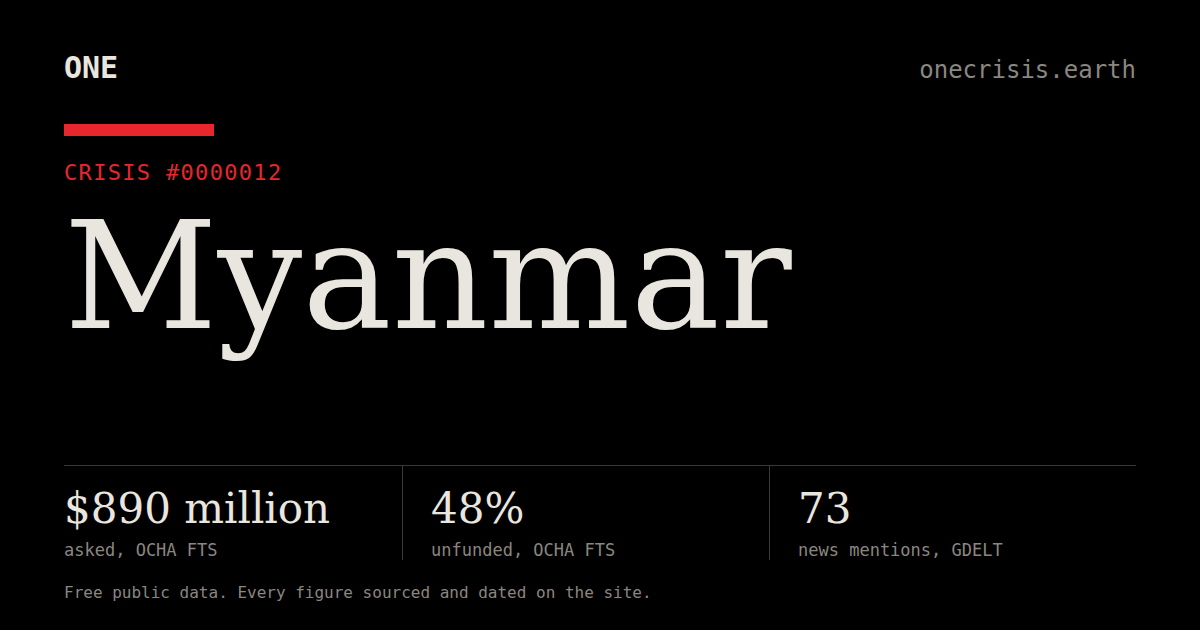 ONE
onecrisis.earth
CRISIS #0000012
Myanmar
$890 million
asked, OCHA FTS
48%
unfunded, OCHA FTS
73
news mentions, GDELT
Free public data. Every figure sourced and dated on the site.